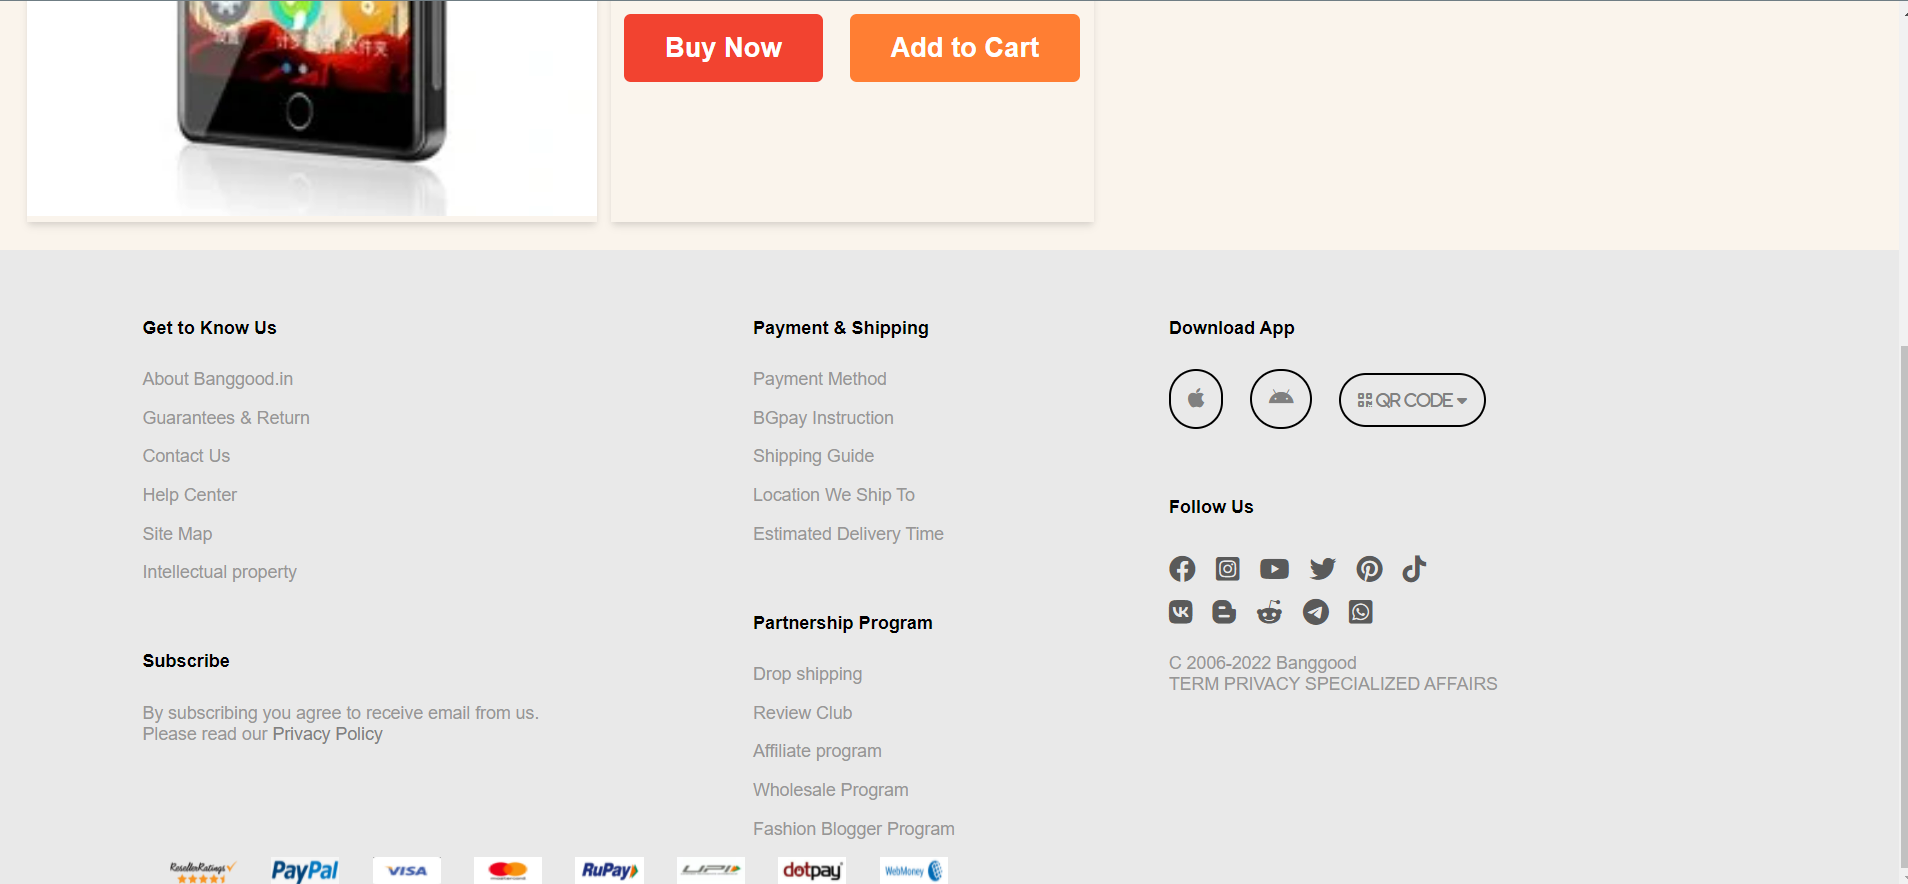 文件夹
Buy Now
Add to Cart
Get to Know Us
About Banggood.in
Guarantees & Return
Contact Us
Help Center
Site Map
Intellectual property
Subscribe
By subscribing you agree to receive email from us.
Please read our Privacy Policy
Payment & Shipping
Payment Method
BGpay Instruction
Shipping Guide
Location We Ship To
Estimated Delivery Time
Partnership Program
Drop shipping
Review Club
Affiliate program
Wholesale Program
Fashion Blogger Program
Download App
QR CODE
Follow Us
C 2006-2022 Banggood
TERM PRIVACY SPECIALIZED AFFAIRS
ResellerRatings
PayPal
VISA
RuPay
UPI
dotpay
WebMoney